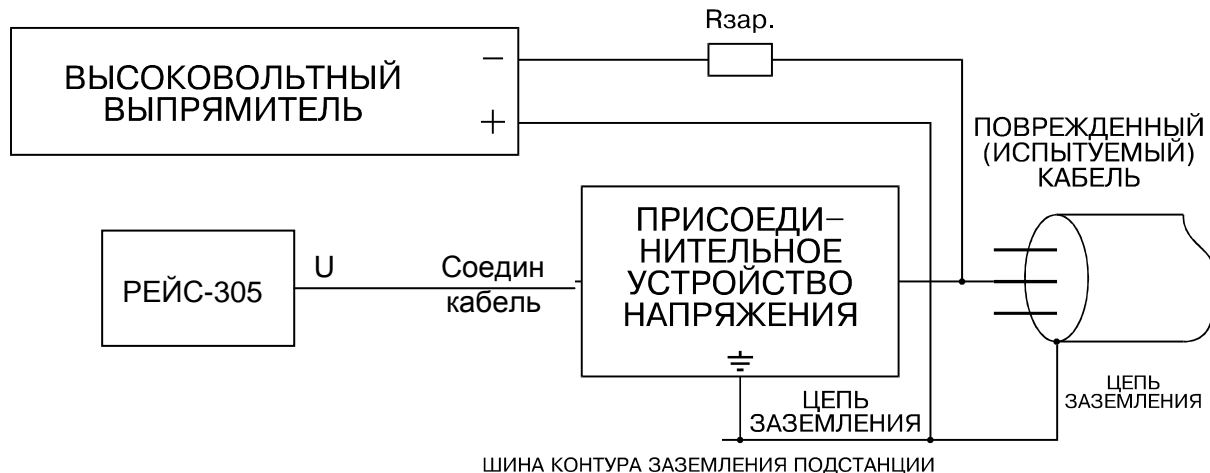 Rзар.
ВЫСОКОВОЛЬТНЫЙ
ВЫПРЯМИТЕЛЬ
−
+
ПОВРЕЖДЕННЫЙ
(ИСПЫТУЕМЫЙ)
КАБЕЛЬ
РЕЙС-305
U
Соедин
кабель
ПРИСОЕДИ−
НИТЕЛЬНОЕ
УСТРОЙСТВО
НАПРЯЖЕНИЯ
ЦЕПЬ
ЗАЗЕМЛЕНИЯ
ЦЕПЬ
ЗАЗЕМЛЕНИЯ
ШИНА КОНТУРА ЗАЗЕМЛЕНИЯ ПОДСТАНЦИИ